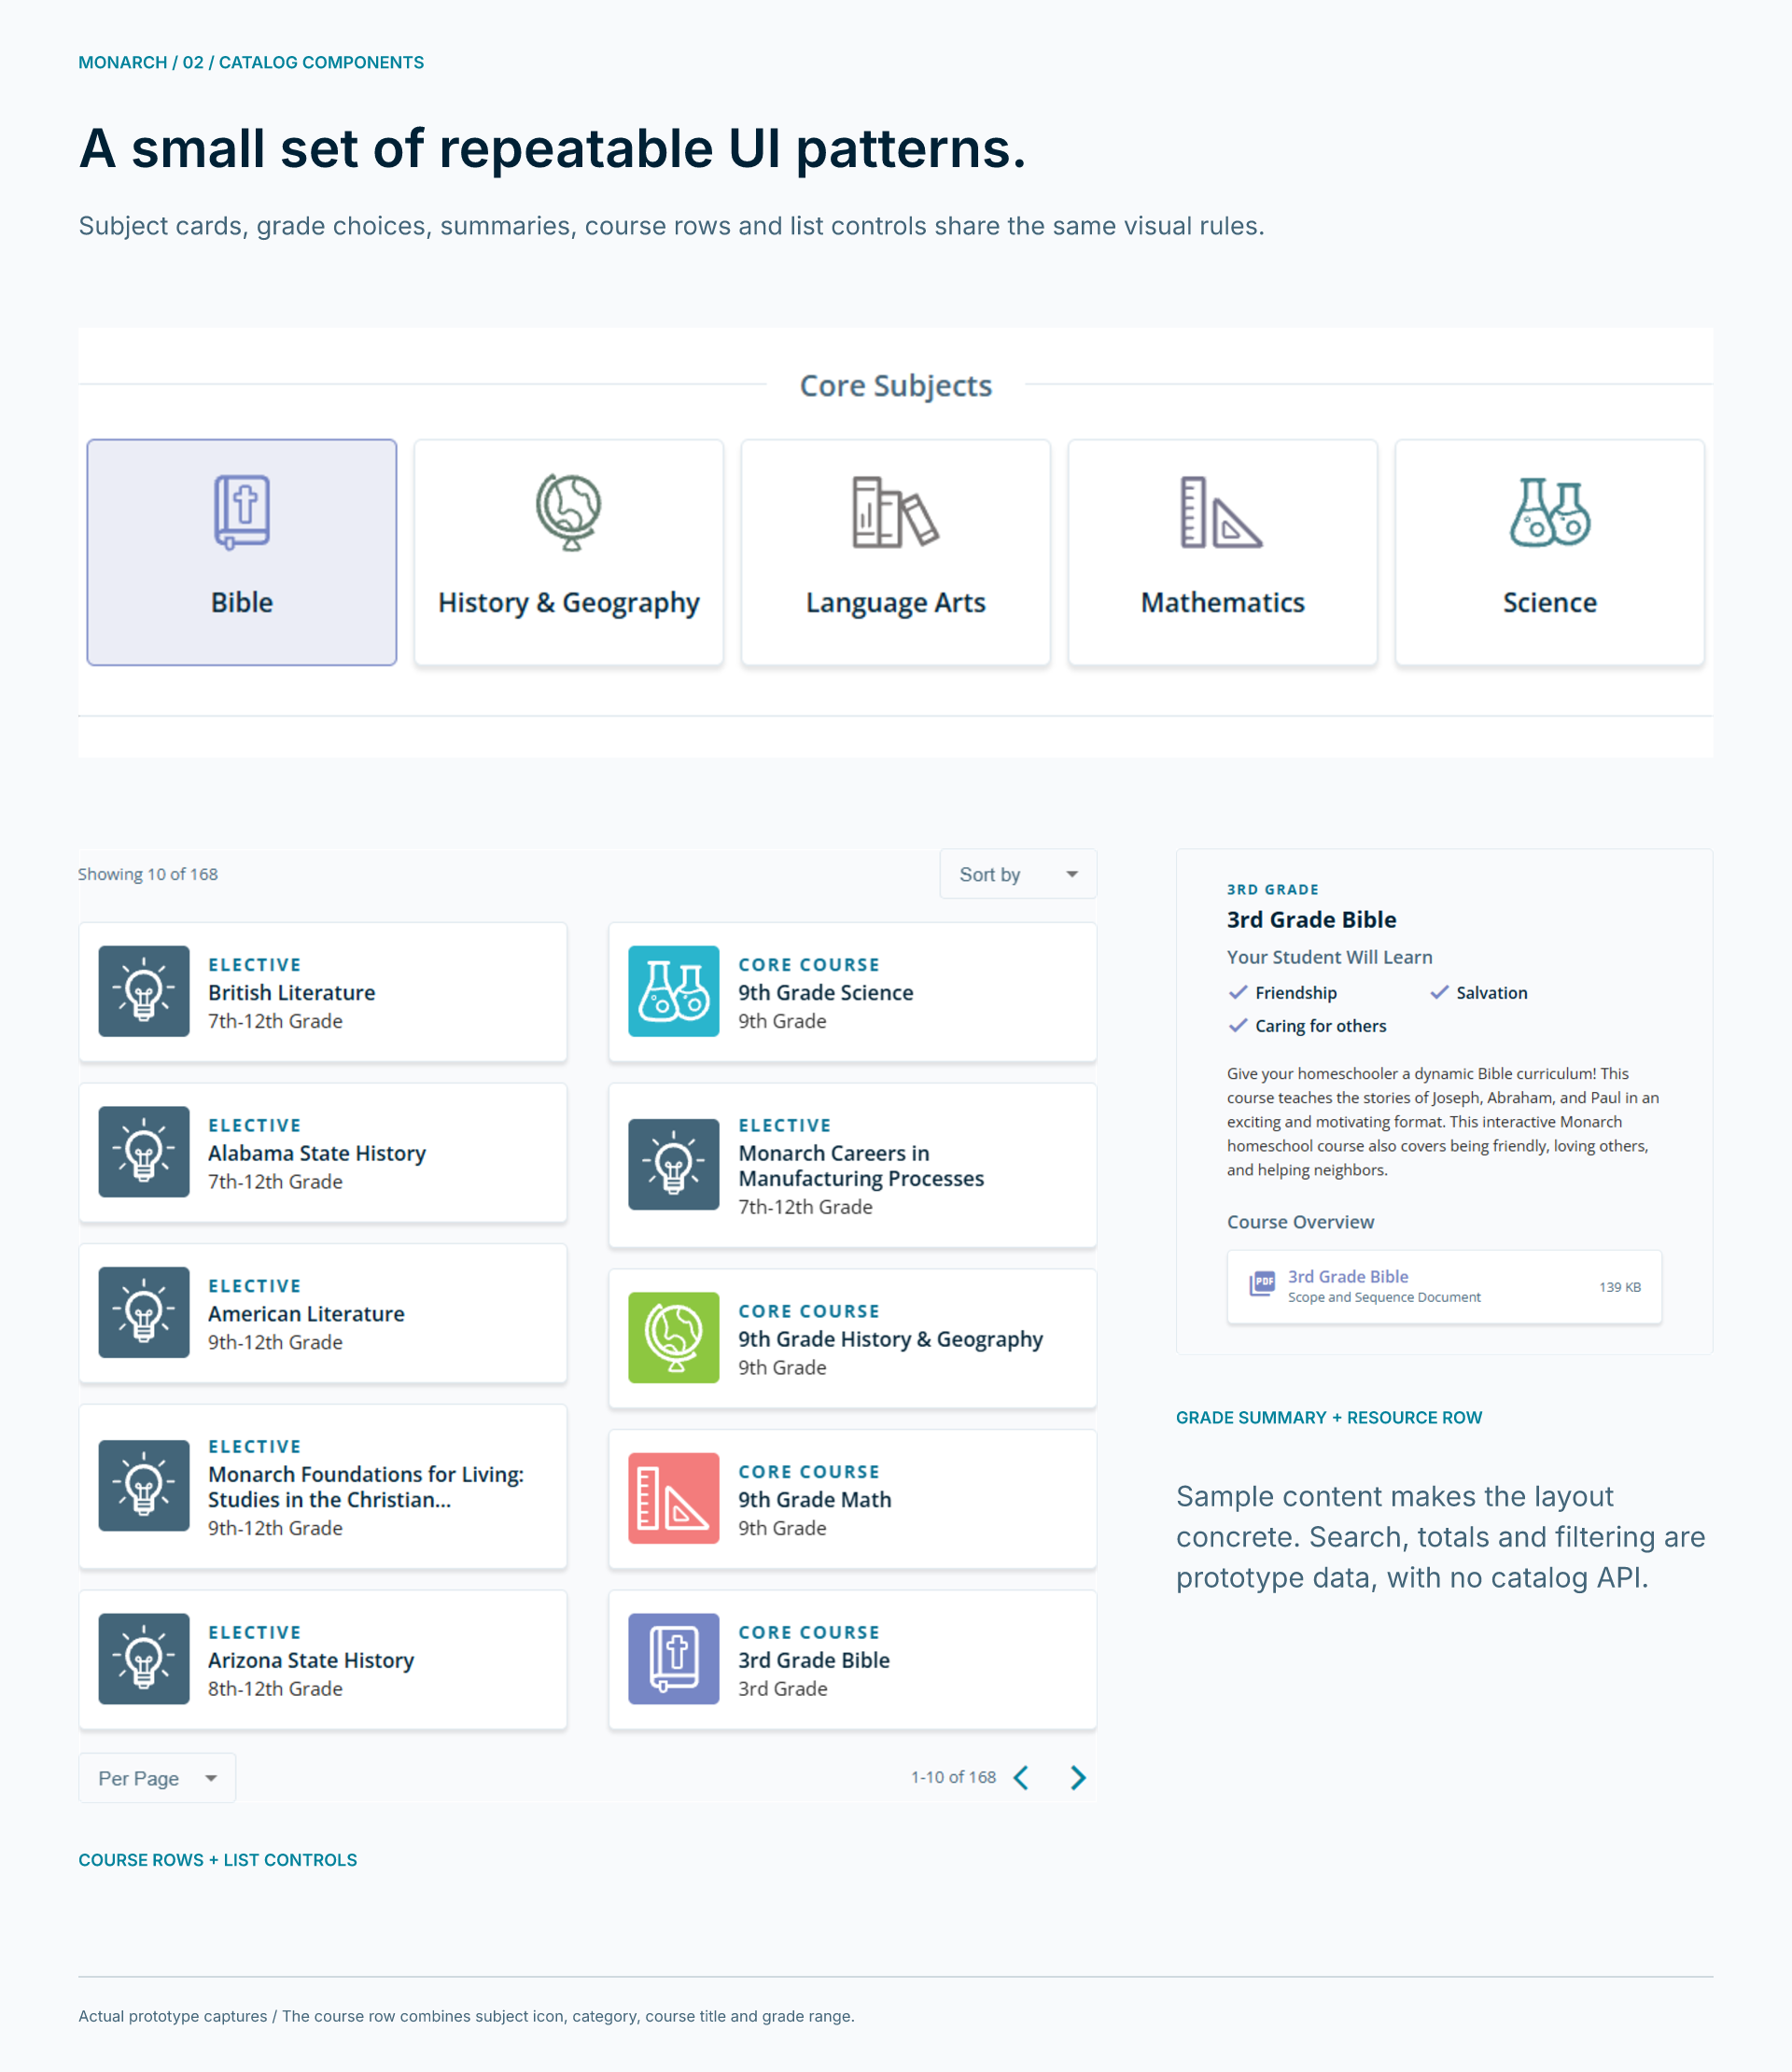 MONARCH / 02 / CATALOG COMPONENTS
A small set of repeatable UI patterns.
Subject cards, grade choices, summaries, course rows and list controls share the same visual rules.
Core Subjects
Bible
History & Geography
Language Arts
Mathematics
Science
Showing 10 of 168
Sort by
ELECTIVE
British Literature
7th-12th Grade
ELECTIVE
Alabama State History
7th-12th Grade
ELECTIVE
American Literature
9th-12th Grade
ELECTIVE
Monarch Foundations for Living:
Studies in the Christian...
9th-12th Grade
ELECTIVE
Arizona State History
8th-12th Grade
CORE COURSE
9th Grade Science
9th Grade
ELECTIVE
Monarch Careers in
Manufacturing Processes
7th-12th Grade
CORE COURSE
9th Grade History & Geography
9th Grade
CORE COURSE
9th Grade Math
9th Grade
CORE COURSE
3rd Grade Bible
3rd Grade
Per Page
1-10 of 168
COURSE ROWS + LIST CONTROLS
3RD GRADE
3rd Grade Bible
Your Student Will Learn
Friendship
Salvation
Caring for others
Give your homeschooler a dynamic Bible curriculum! This
course teaches the stories of Joseph, Abraham, and Paul in an
exciting and motivating format. This interactive Monarch
homeschool course also covers being friendly, loving others,
and helping neighbors.
Course Overview
PDF
3rd Grade Bible
Scope and Sequence Document
139 KB
GRADE SUMMARY + RESOURCE ROW
Sample content makes the layout
concrete. Search, totals and filtering are
prototype data, with no catalog API.
Actual prototype captures / The course row combines subject icon, category, course title and grade range.